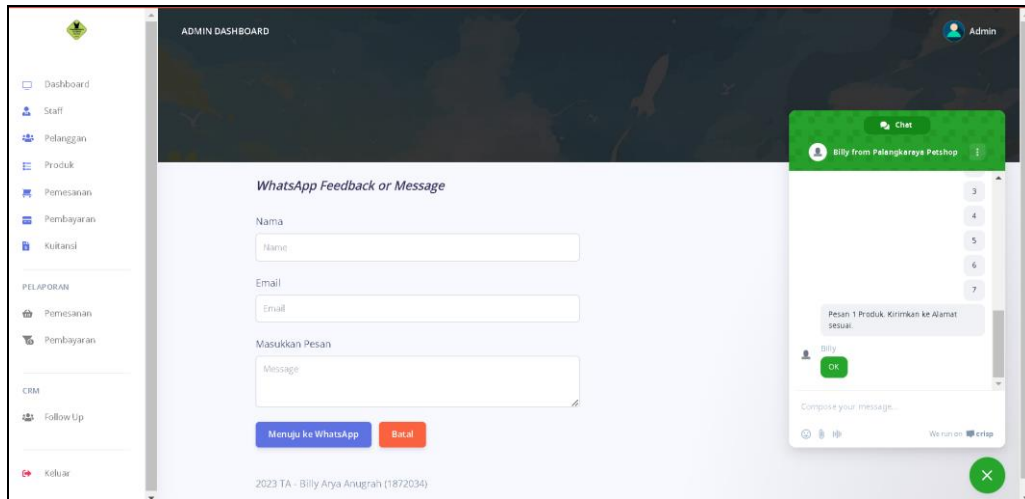 ADMIN DASHBOARD
Admin
Dashboard
Staff
Pelanggan
Produk
Pemesanan
Pembayaran
Kuitansi
PELAPORAN
Pemesanan
Pembayaran
CRM
Follow Up
Keluar
WhatsApp Feedback or Message
Nama
Name
Email
Email
Masukkan Pesan
Message
Menuju ke WhatsApp
Batal
2023 TA - Billy Arya Anugrah (1872034)
Chat
Billy from Palangkaraya Petshop
3
4
5
6
7
Pesan 1 Produk. Kirimkan ke Alamat
sesuai.
Billy
OK
Compose your message...
We run on crisp